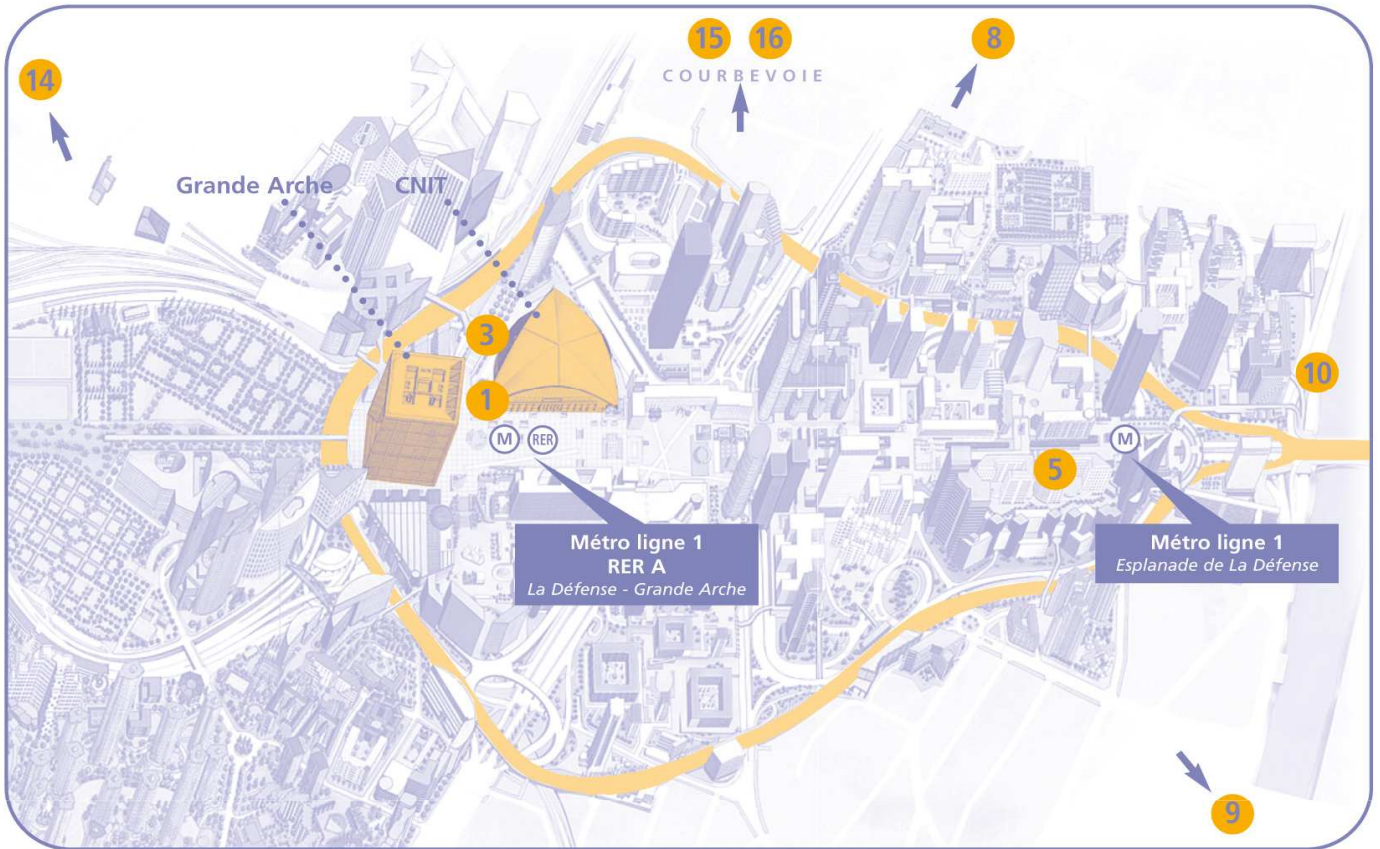 15 16
8
14
COURBEVOIE
Grande Arche
CNIT
3
10
1
M RER
M
5
Métro ligne 1
RER A
La Défense - Grande Arche
Métro ligne 1
Esplanade de La Défense
9